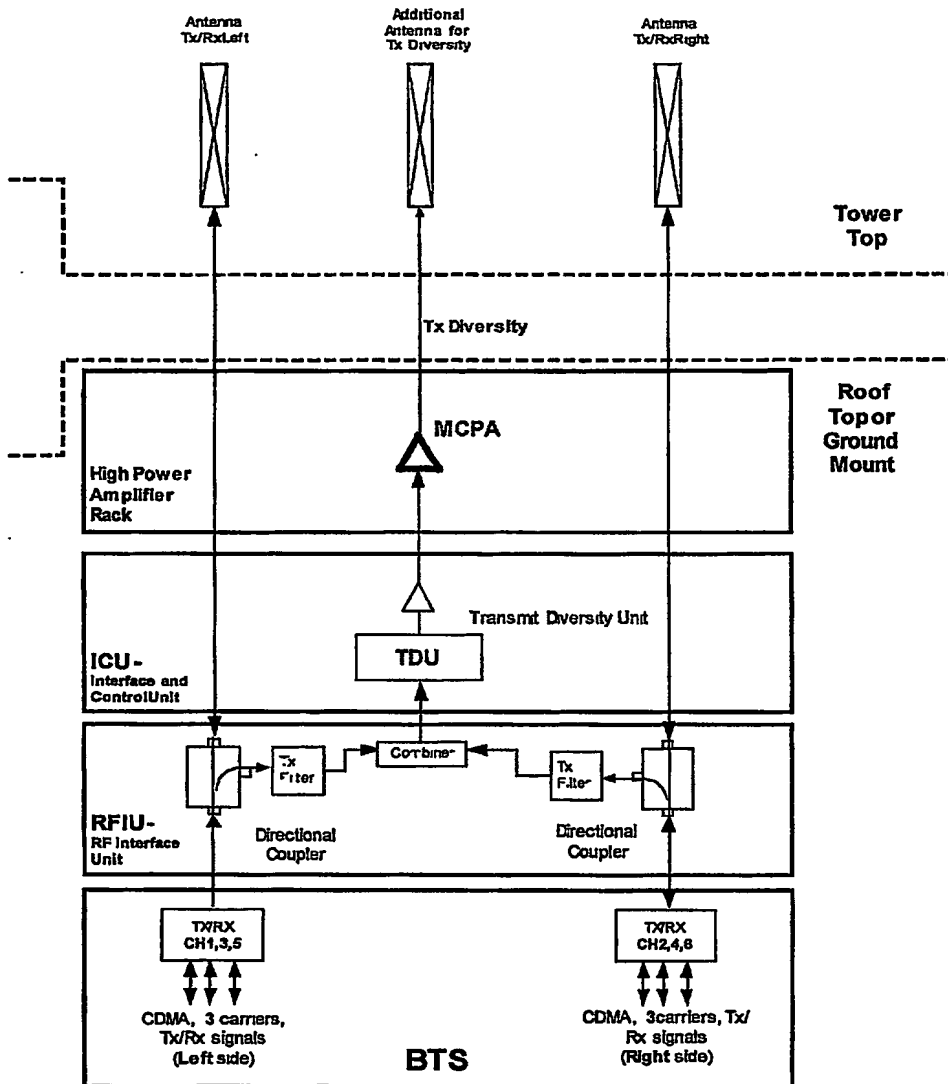 Antenna
Tx/RxLeft
Additional
Antenna for
Tx Diversity
Antenna
Tx/RxRight
Tower
Top
Tx Diversity
Roof
Topor
Ground
Mount
MCPA
High Power
Amplifier
Rack
Transmt Diversity Unit
TDU
ICU-
Interface and
ControlUnit
Combiner
Tx
Filter
Tx
Filter
RFIU-
RF Interface
Unit
Directional
Coupler
Directional
Coupler
TX/RX
CH1,3,5
TX/RX
CH2,4,6
CDMA, 3 carriers,
Tx/Rx signals
(Left side)
CDMA, 3carriers, Tx/
Rx signals
(Right side)
BTS